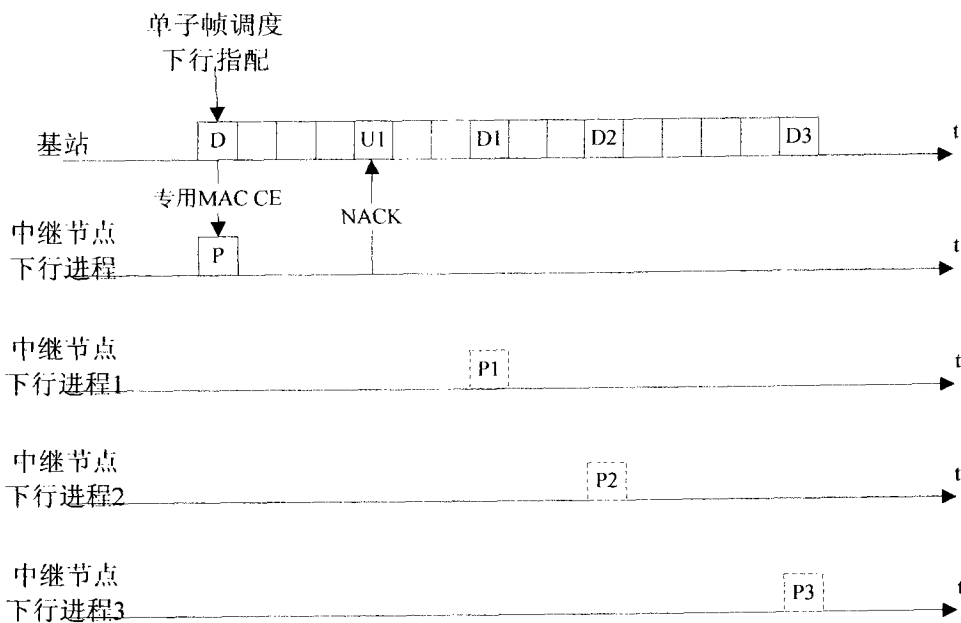 单子帧调度
下行指配
基站
D
U1
D1
D2
D3
t
专用MAC CE
NACK
中继节点
下行进程
P
t
中继节点
下行进程1
P1
t
中继节点
下行进程2
P2
t
中继节点
下行进程3
P3
t